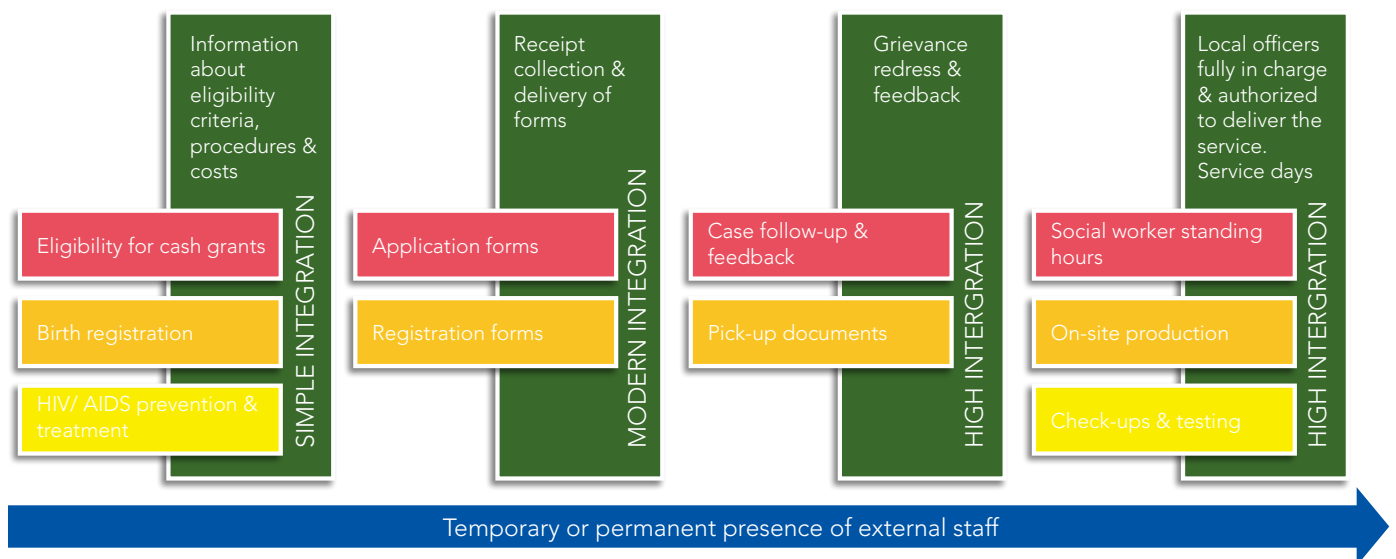 Information
about
eligibility
criteria,
procedures &
costs
SIMPLE INTEGRATION
Eligibility for cash grants
Birth registration
HIV/ AIDS prevention &
treatment
Receipt
collection &
delivery of
forms
MODERN INTEGRATION
Application forms
Registration forms
Grievance
redress &
feedback
HIGH INTERGRATION
Case follow-up &
feedback
Pick-up documents
Local officers
fully in charge
& authorized
to deliver the
service.
Service days
HIGH INTERGRATION
Social worker standing
hours
On-site production
Check-ups & testing
Temporary or permanent presence of external staff